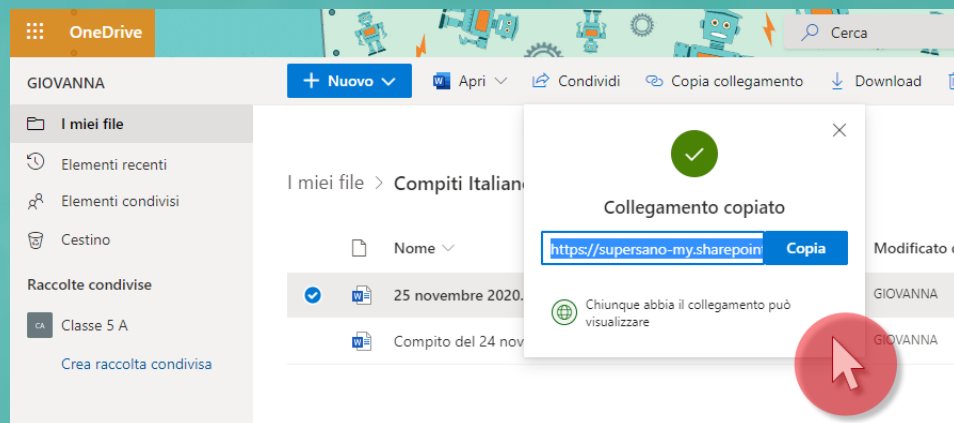 OneDrive
Cerca
GIOVANNA
Nuovo
Apri
Condividi
Copia collegamento
Download
I miei file
Elementi recenti
Elementi condivisi
Cestino
Raccolte condivise
CA
Classe 5 A
Crea raccolta condivisa
I miei file > Compiti Italian
Nome
Modificato
25 novembre 2020.
GIOVANNA
Compito del 24 nov
GIOVANNA
Collegamento copiato
https://supersano-my.sharepoint
Copia
Chiunque abbia il collegamento può
visualizzare